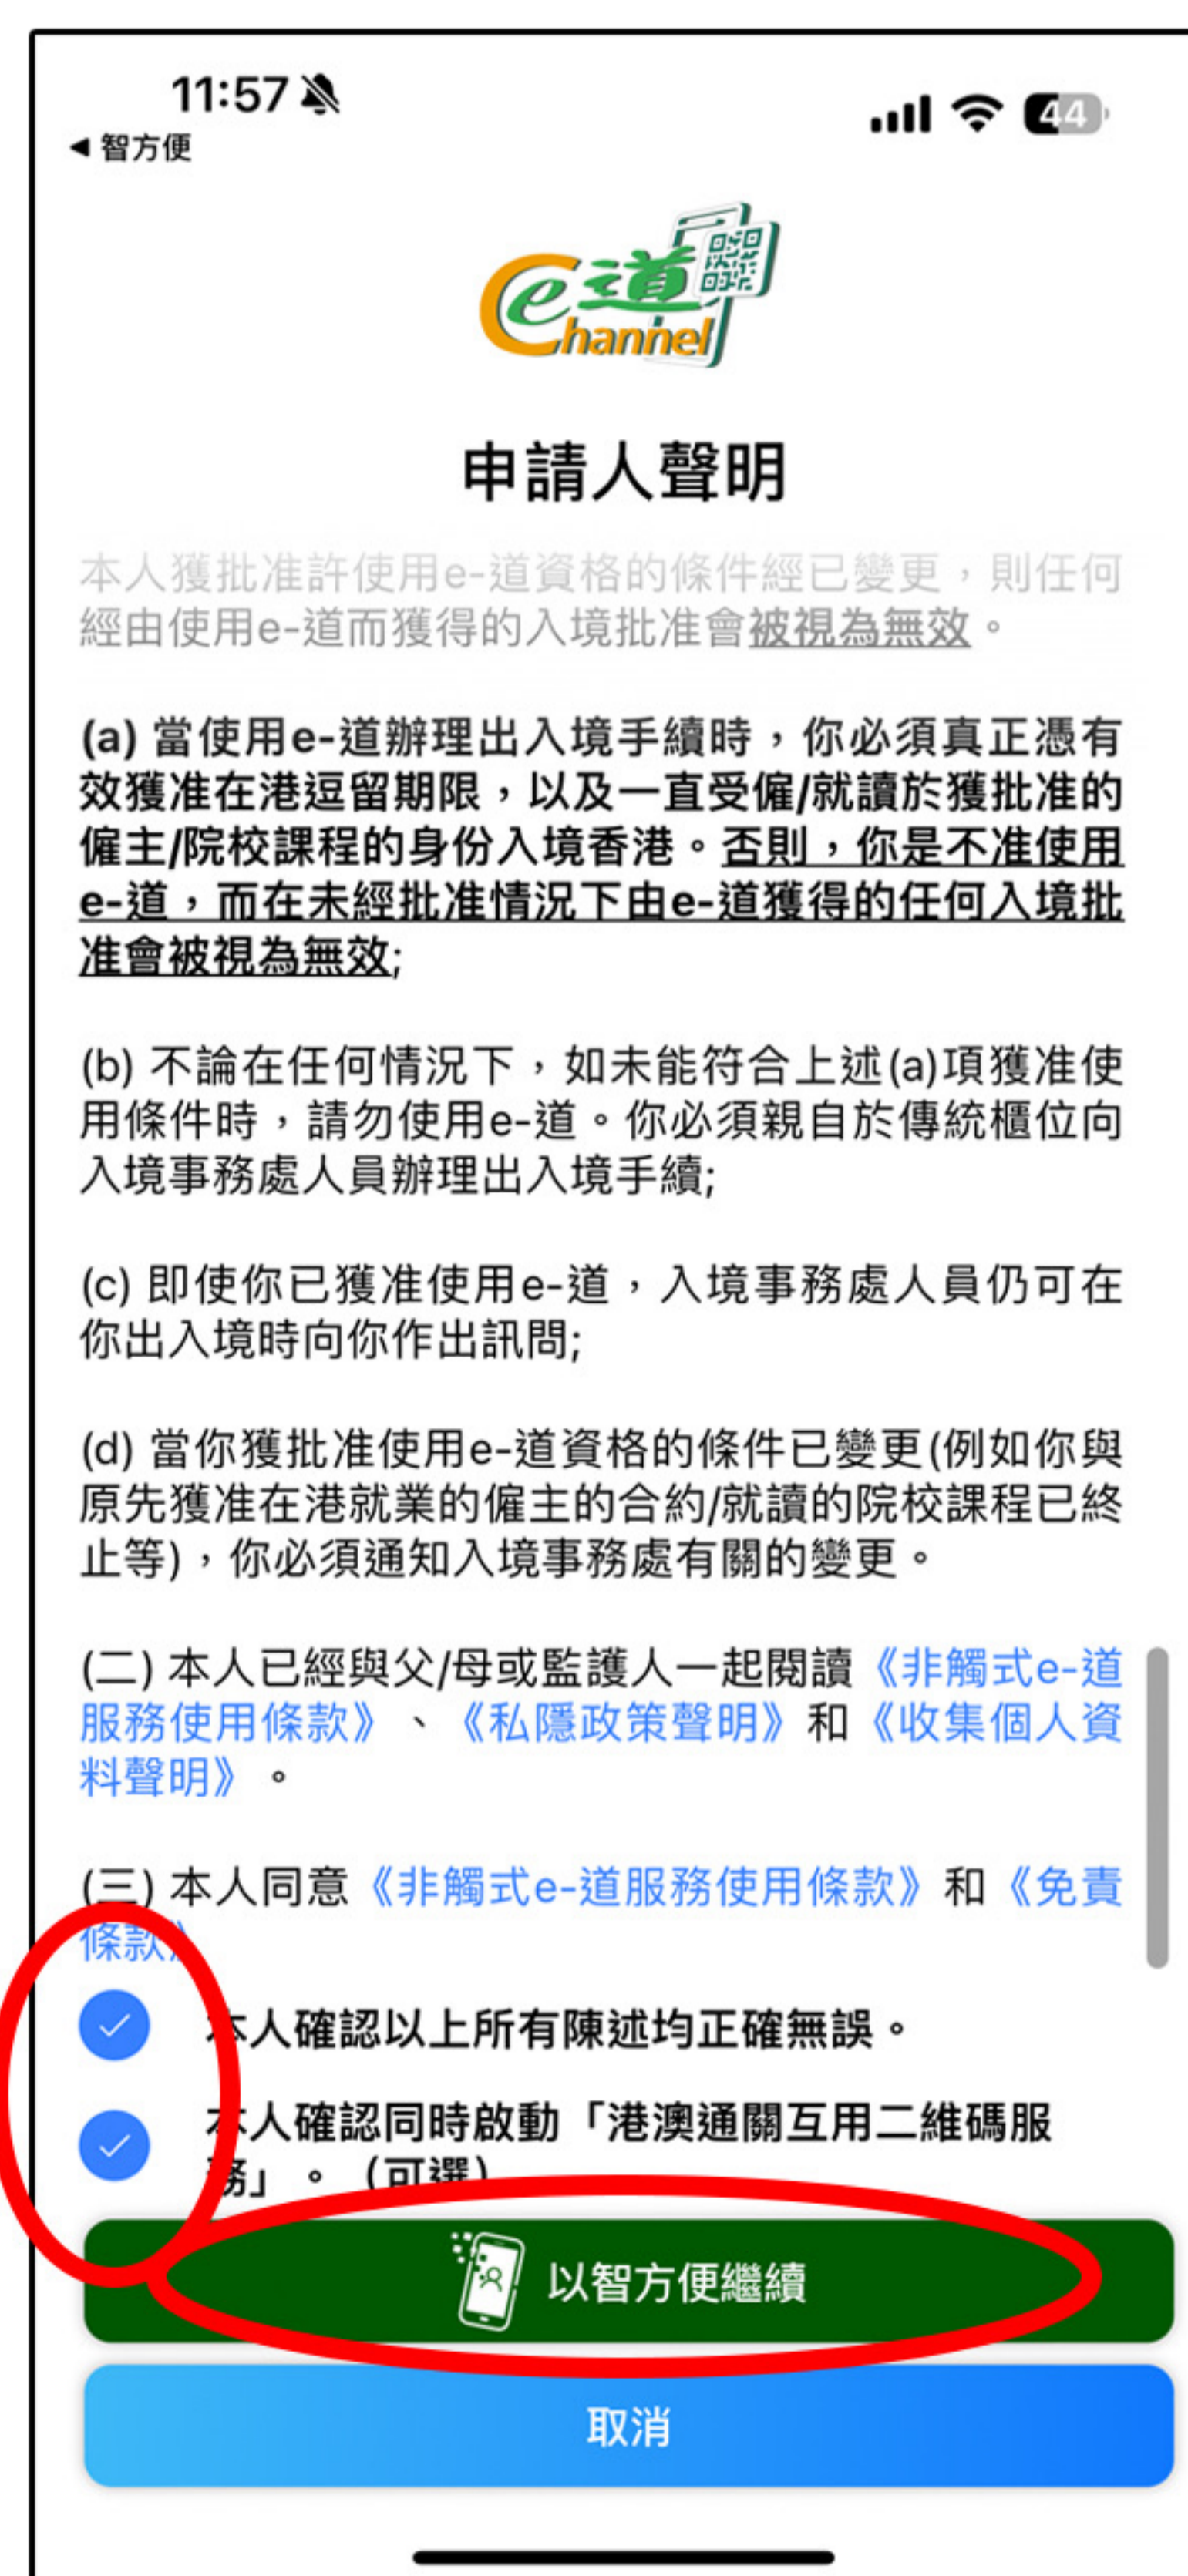 11:57
44
◀ 智方便
e-道
Channel
申請人聲明
本人獲批准許使用e-道資格的條件經已變更，則任何
經由使用e-道而獲得的入境批准會被視為無效。
(a) 當使用e-道辦理出入境手續時，你必須真正憑有
效獲准在港逗留期限，以及一直受僱/就讀於獲批准的
僱主/院校課程的身份入境香港。否則，你是不准使用
e-道，而在未經批准情況下由e-道獲得的任何入境批
准會被視為無效;
(b) 不論在任何情況下，如未能符合上述(a)項獲准使
用條件時，請勿使用e-道。你必須親自於傳統櫃位向
入境事務處人員辦理出入境手續;
(c) 即使你已獲准使用e-道，入境事務處人員仍可在
你出入境時向你作出訊問;
(d) 當你獲批准使用e-道資格的條件已變更(例如你與
原先獲准在港就業的僱主的合約/就讀的院校課程已終
止等)，你必須通知入境事務處有關的變更。
(二) 本人已經與父/母或監護人一起閱讀《非觸式e-道
服務使用條款》、《私隱政策聲明》和《收集個人資
料聲明》。
(三) 本人同意《非觸式e-道服務使用條款》和《免責
條款》
本人確認以上所有陳述均正確無誤。
本人確認同時啟動「港澳通關互用二維碼服
務」。（可選）
以智方便繼續
取消